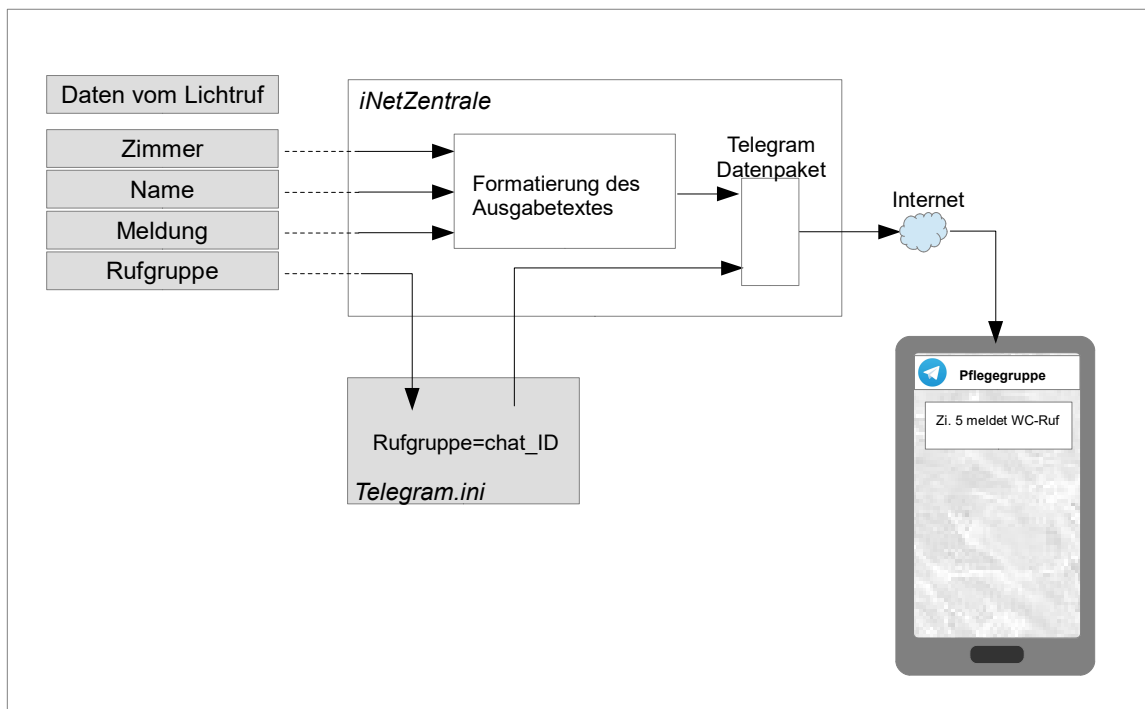 Daten vom Lichtruf
Zimmer
Name
Meldung
Rufgruppe
iNetZentrale
Formatierung des
Ausgabetextes
Telegram
Datenpaket
Internet
Rufgruppe=chat_ID
Telegram.ini
Pflegegruppe
Zi. 5 meldet WC-Ruf